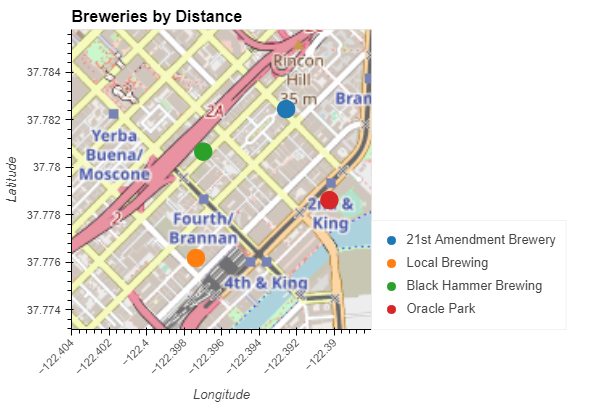 Breweries by Distance
Latitude
37.784
37.782
37.78
37.778
37.776
37.774
Rincon
Hill
35 m
2A
Bran
Yerba
Buena/
Moscone
2
2nd &
King
Fourth/
Brannan
4th & King
−122.404
−122.402
−122.4
−122.398
−122.396
−122.394
−122.392
−122.39
Longitude
21st Amendment Brewery
Local Brewing
Black Hammer Brewing
Oracle Park